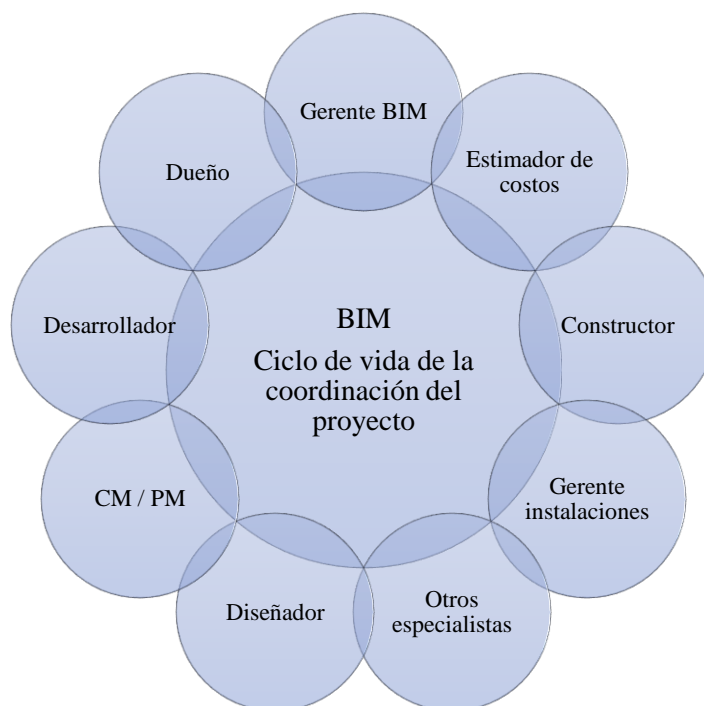 Gerente BIM
Estimador de
costos
Constructor
Gerente
instalaciones
Otros
especialistas
Diseñador
CM / PM
Desarrollador
Dueño
BIM
Ciclo de vida de la
coordinación del
proyecto